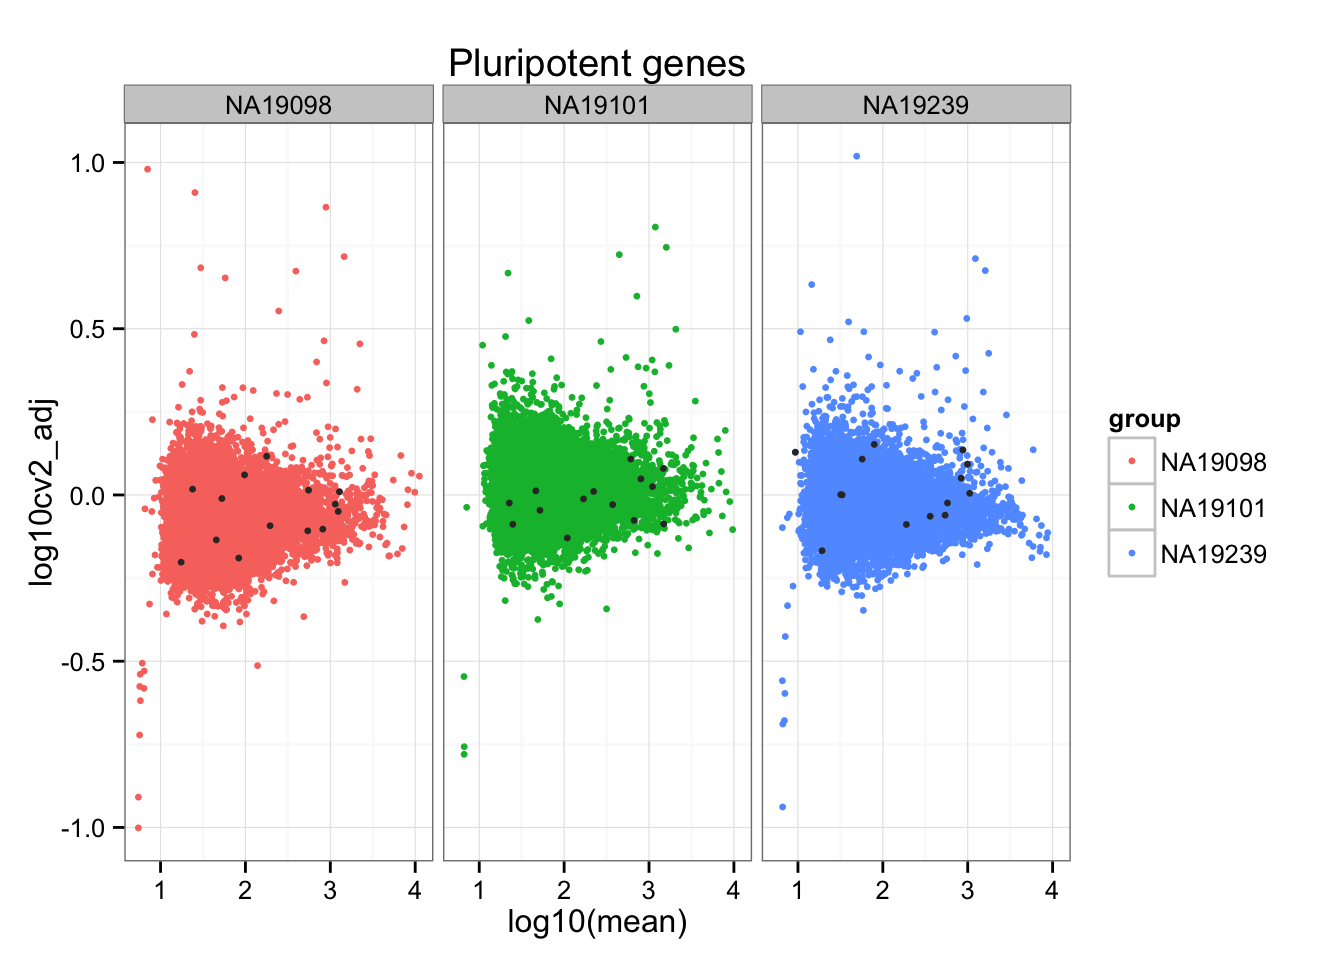 Pluripotent genes
NA19098 NA19101 NA19239
1.0
0.5
0.0
-0.5
-1.0
log10cv2_adj
1 2 3 4 1 2 3 4 1 2 3 4
log10(mean)
group
NA19098
NA19101
NA19239